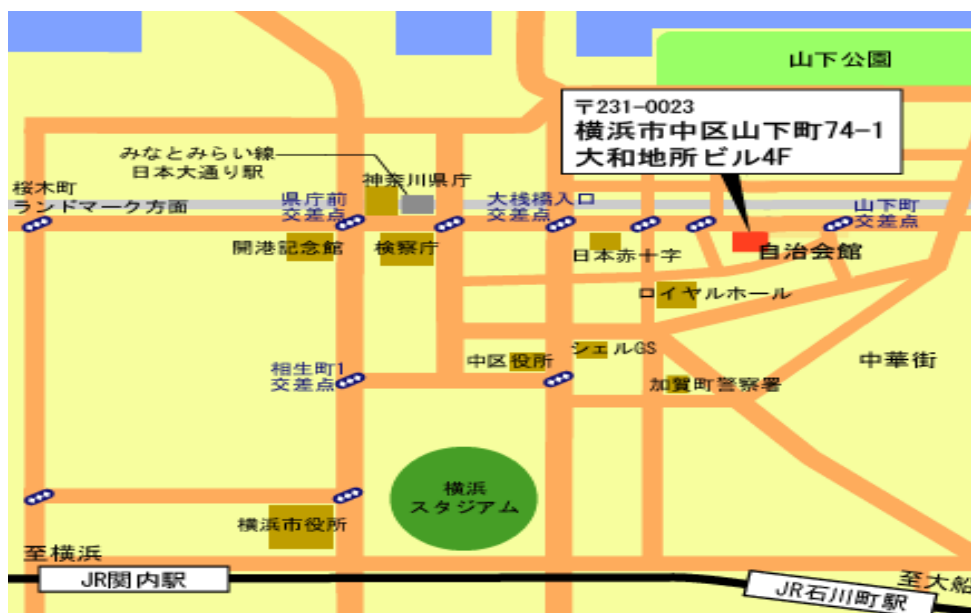 山下公園
〒231-0023
横浜市中区山下町74-1
大和地所ビル4F
みなとみらい線
日本大通り駅
神奈川県庁
桜木町
ランドマーク方面
県庁前
交差点
大桟橋入口
交差点
山下町
交差点
開港記念館
検察庁
日本赤十字
自治会館
ロイヤルホール
相生町1
交差点
中区役所
シェルGS
加賀町警察署
中華街
横浜
スタジアム
横浜市役所
至横浜
JR関内駅
至大船
JR石川町駅